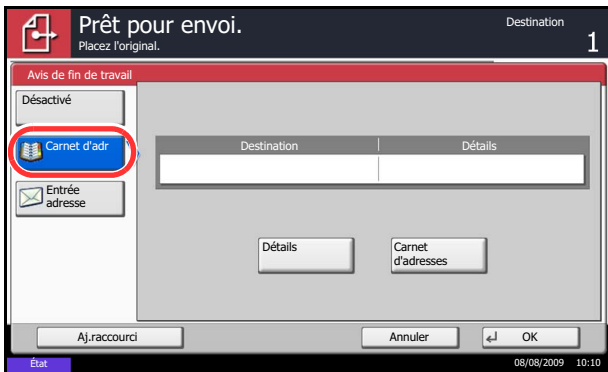 Prêt pour envoi.
Placez l'original.
Destination
1
Avis de fin de travail
Désactivé
Carnet d'adr
Entrée
adresse
Destination
Détails
Détails
Carnet
d'adresses
Aj.raccourci
Annuler
OK
État
08/08/2009 10:10